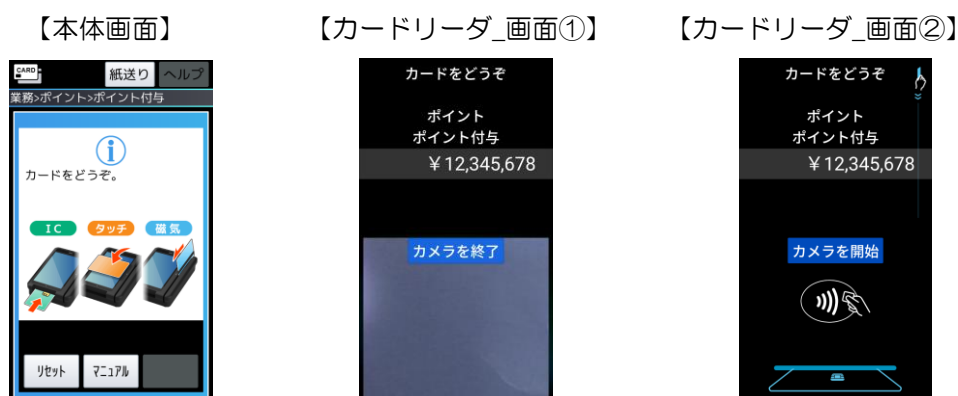 【本体画面】
【カードリーダ_画面①】
【カードリーダ_画面②】
CARD
紙送り
ヘルプ
業務>ポイント>ポイント付与
カードをどうぞ。
IC
タッチ
磁気
リセット
マニュアル
カードをどうぞ
ポイント
ポイント付与
￥12,345,678
カメラを終了
カードをどうぞ
ポイント
ポイント付与
￥12,345,678
カメラを開始